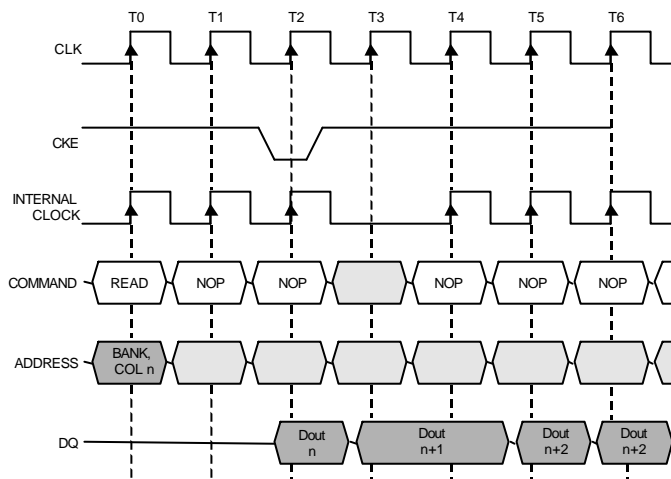 T0 T1 T2 T3 T4 T5 T6
CLK
CKE
INTERNAL
CLOCK
COMMAND READ NOP NOP NOP NOP NOP
ADDRESS BANK,
COL n
DQ Dout
n
Dout
n+1
Dout
n+2
Dout
n+2